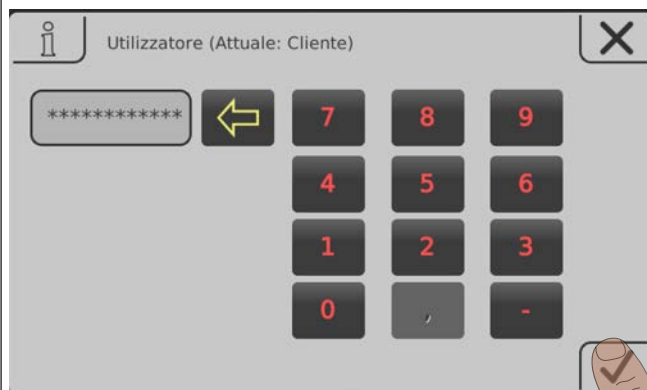 Utilizzatore (Attuale: Cliente)
************
7 8 9
4 5 6
1 2 3
0 , -